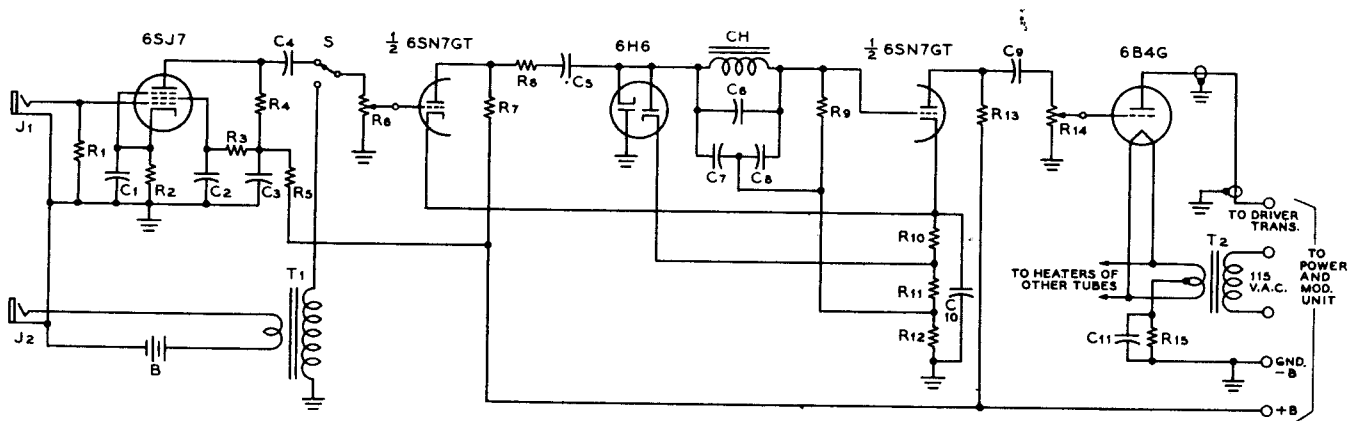 6SJ7
C4
S
½ 6SN7GT
R8
C5
6H6
CH
½ 6SN7GT
C9
6B4G
J1
R1
C1
R2
R3
C2
R4
C3
R5
R6
R7
C6
C7
C8
R9
R13
R14
R10
R11
R12
C10
TO DRIVER
TRANS.
T2
TO HEATERS OF
OTHER TUBES
115
V.A.C.
TO
POWER
AND
MOD.
UNIT
C11
R15
GND.
-B
+B
T1
J2
B